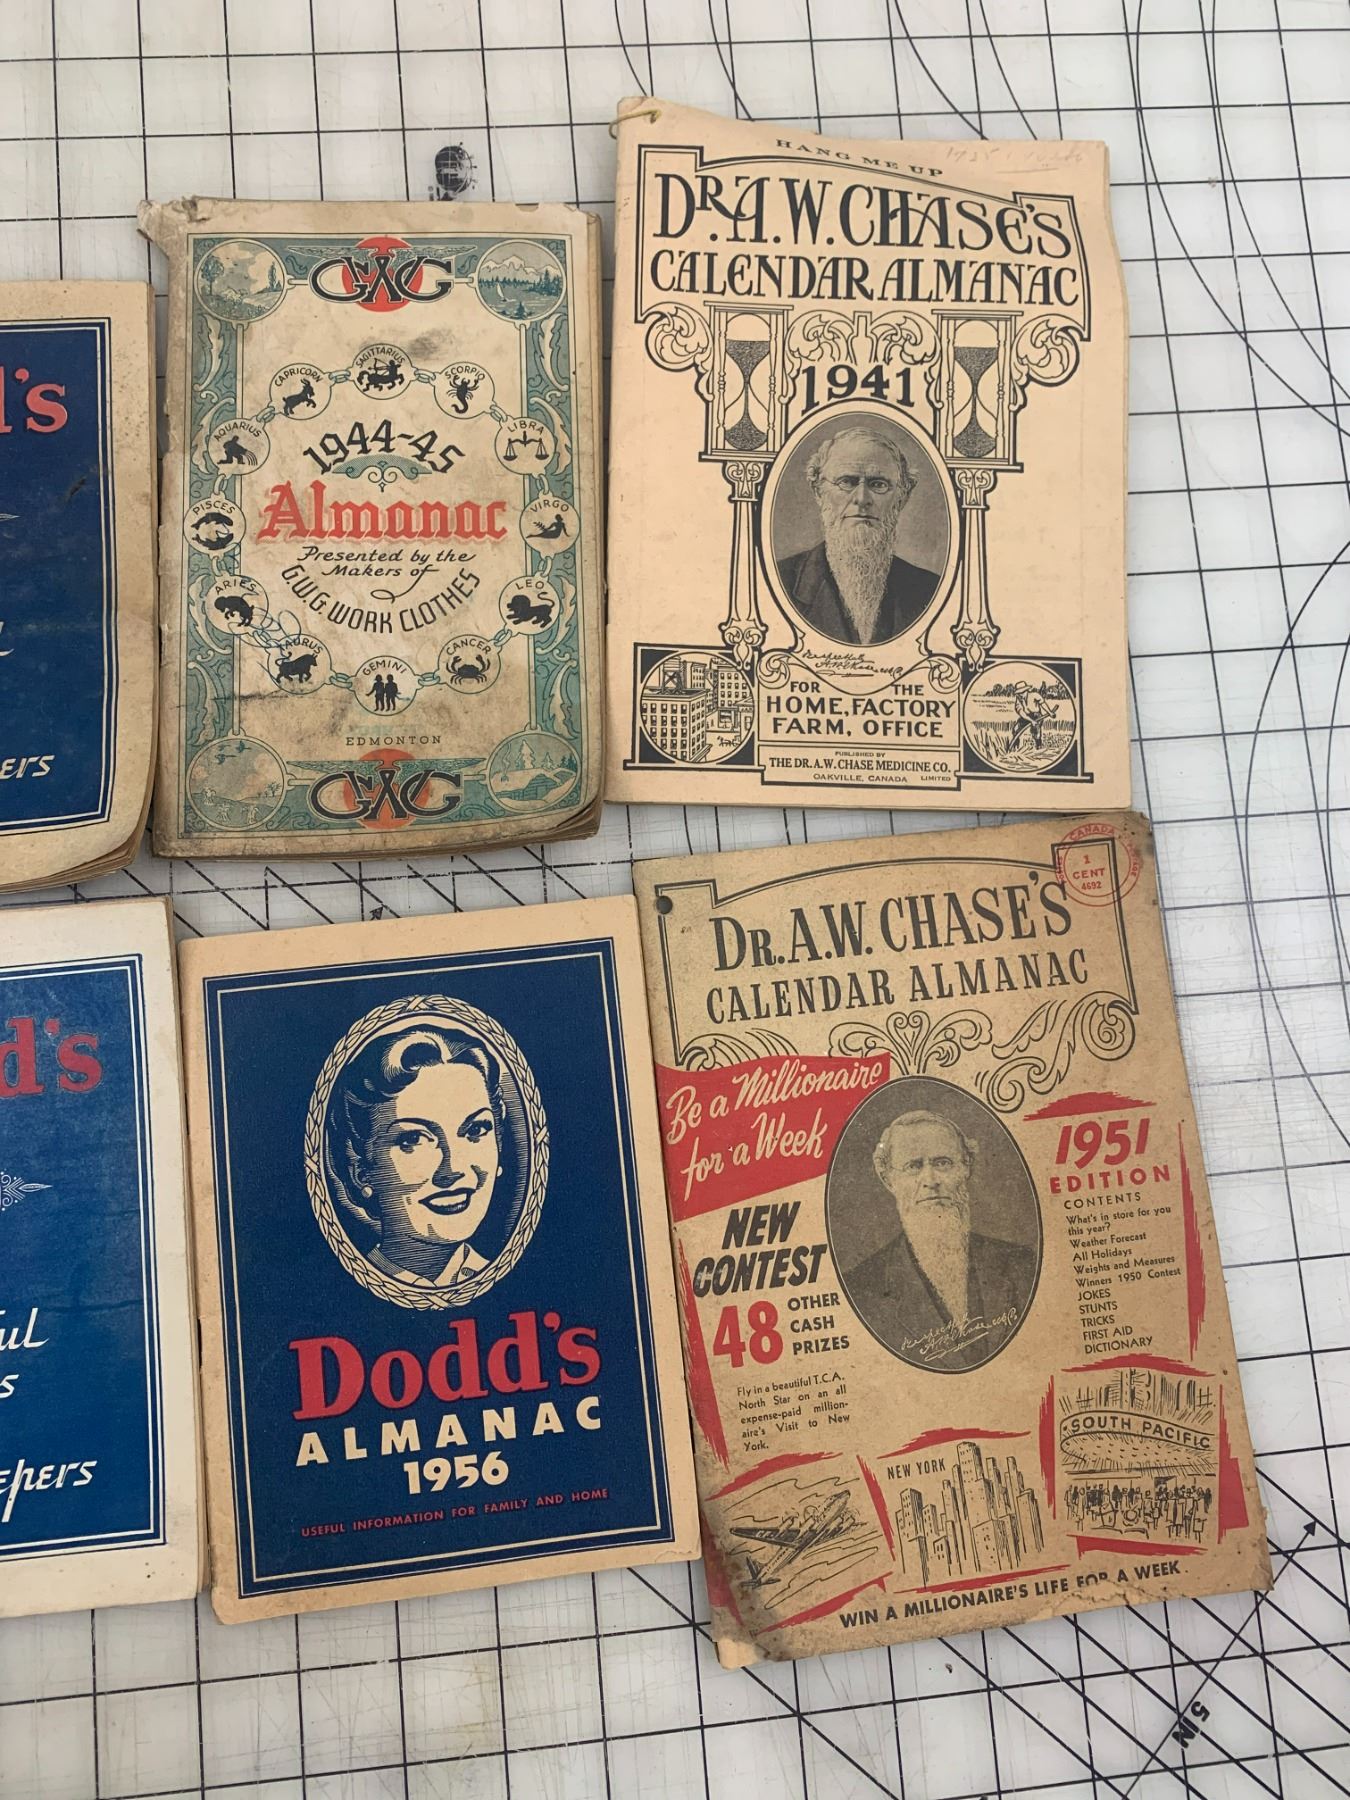 d's
ers
GWG
SAGITTARIUS
CAPRICORN
SCORPIO
AQUARIUS
LIBRA
1944-45
Almanac
PISCES
VIRGO
Presented by the
Makers of
G.W.G WORK CLOTHES
ARIES
LEO
TAURUS
CANCER
GEMINI
EDMONTON
GWG
HANG ME UP
DR. A.W. CHASE'S
CALENDAR ALMANAC
1941
FOR THE
HOME, FACTORY
FARM, OFFICE
PUBLISHED BY
THE DR. A. W. CHASE MEDICINE CO.
OAKVILLE, CANADA LIMITED
d's
ul
s
epers
Dodd's
ALMANAC
1956
USEFUL INFORMATION FOR FAMILY AND HOME
CANADA
1
CENT
4692
DR. A.W. CHASE'S
CALENDAR ALMANAC
Be a Millionaire
for a Week
NEW
CONTEST
48 OTHER
CASH
PRIZES
Fly in a beautiful T.C.A.
North Star on an all
expense-paid million-
aire's Visit to New
York.
1951
EDITION
CONTENTS
What's in store for you
this year?
Weather Forecast
All Holidays
Weights and Measures
Winners 1950 Contest
JOKES
STUNTS
TRICKS
FIRST AID
DICTIONARY
NEW YORK
SOUTH PACIFIC
WIN A MILLIONAIRE'S LIFE FOR A WEEK.
5 IN